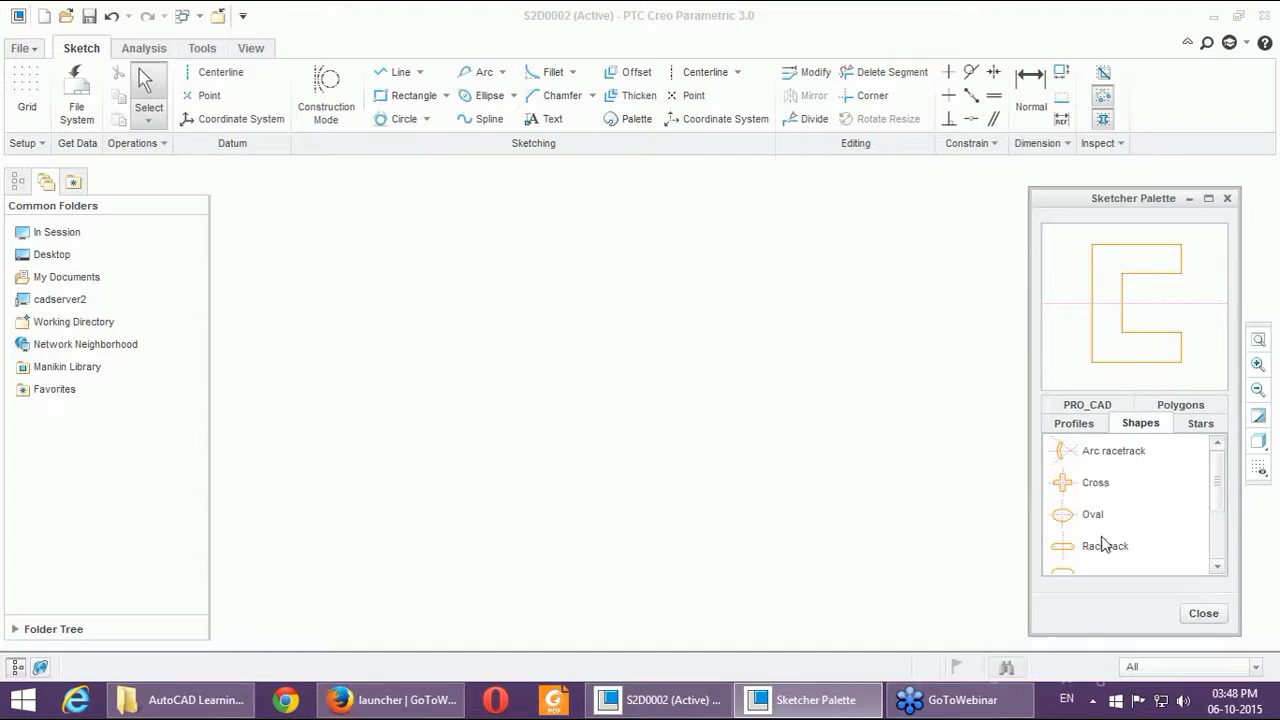 S2D0002 (Active) - PTC Creo Parametric 3.0
File Sketch Analysis Tools View
Grid File System Select Centerline Point Coordinate System Construction Mode
Line Arc Fillet Offset Centerline Modify Delete Segment Normal
Rectangle Ellipse Chamfer Thicken Point Mirror Corner
Circle Spline Text Palette Coordinate System Divide Rotate Resize
Setup Get Data Operations Datum Sketching Editing Constrain Dimension Inspect
Common Folders
In Session
Desktop
My Documents
cadserver2
Working Directory
Network Neighborhood
Manikin Library
Favorites
Folder Tree
Sketcher Palette
PRO_CAD Polygons
Profiles Shapes Stars
Arc racetrack
Cross
Oval
Racetrack
Close
All
AutoCAD Learnin... launcher | GoToW... S2D0002 (Active) ... Sketcher Palette GoToWebinar EN 03:48 PM
06-10-2015